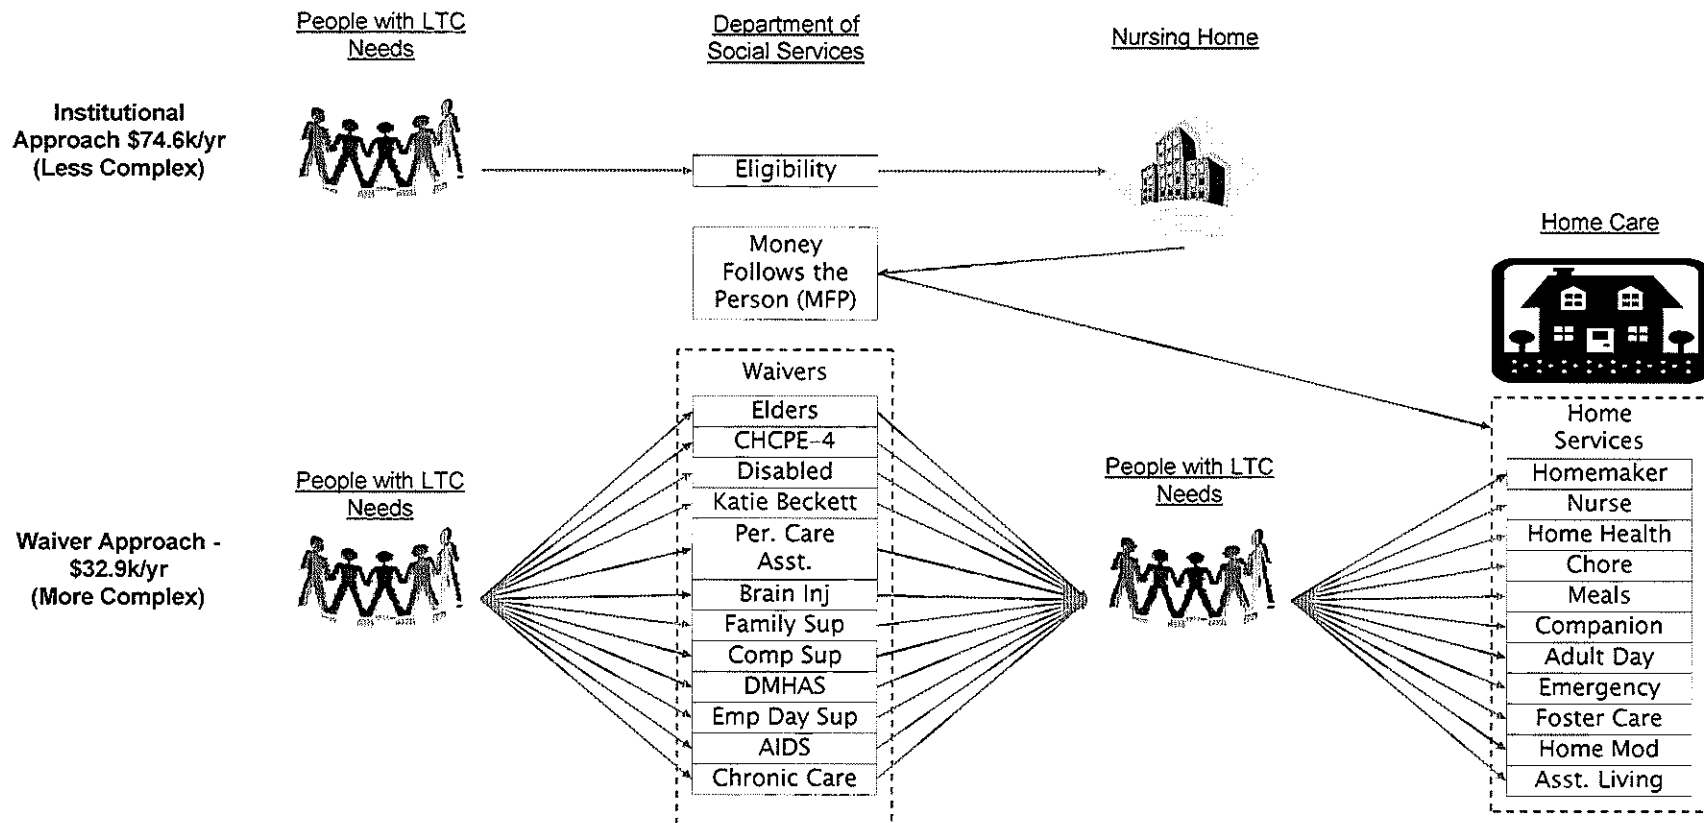 People with LTC
Needs
Department of
Social Services
Nursing Home
Institutional
Approach $74.6k/yr
(Less Complex)
Eligibility
Money
Follows the
Person (MFP)
Home Care
Waivers
Elders
CHCPE-4
Disabled
Katie Beckett
Per. Care
Asst.
Brain Inj
Family Sup
Comp Sup
DMHAS
Emp Day Sup
AIDS
Chronic Care
People with LTC
Needs
Waiver Approach -
$32.9k/yr
(More Complex)
People with LTC
Needs
Home
Services
Homemaker
Nurse
Home Health
Chore
Meals
Companion
Adult Day
Emergency
Foster Care
Home Mod
Asst. Living